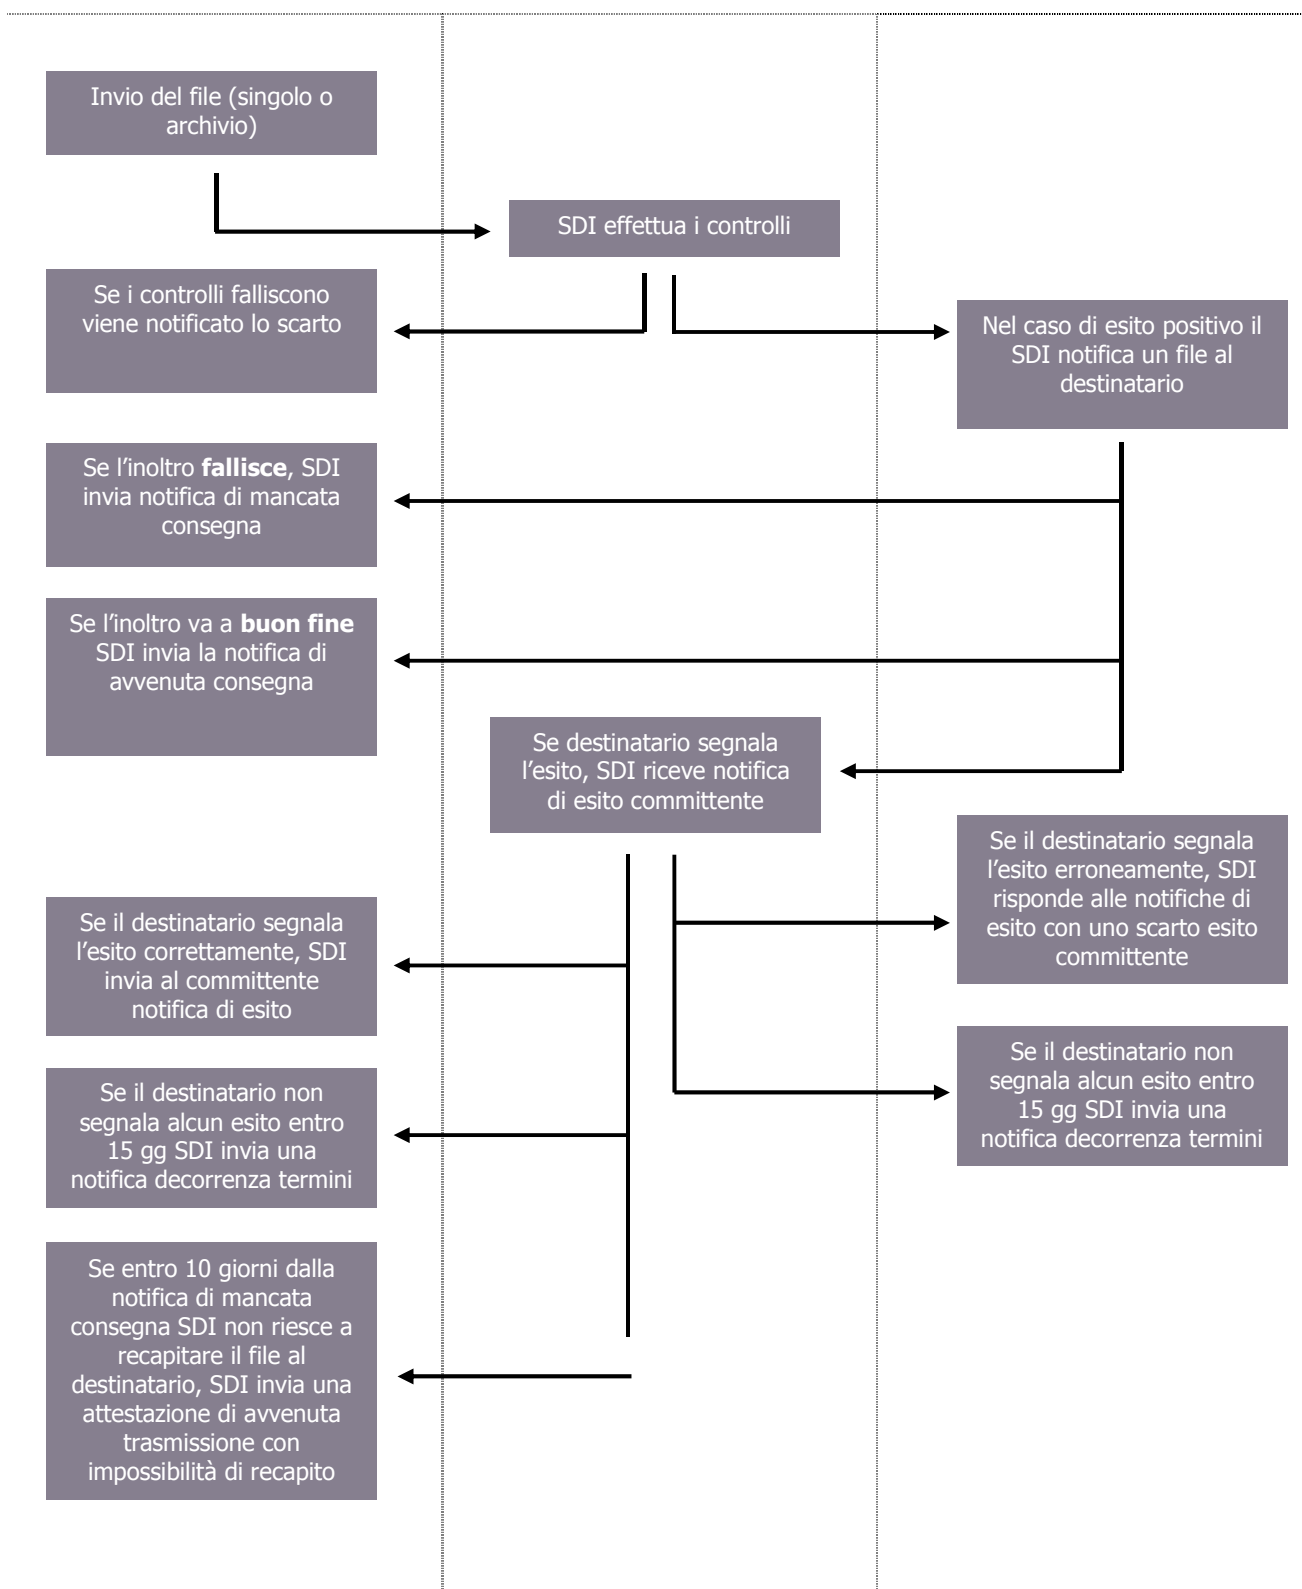 Invio del file (singolo o
archivio)
SDI effettua i controlli
Se i controlli falliscono
viene notificato lo scarto
Nel caso di esito positivo il
SDI notifica un file al
destinatario
Se l’inoltro fallisce, SDI
invia notifica di mancata
consegna
Se l’inoltro va a buon fine
SDI invia la notifica di
avvenuta consegna
Se destinatario segnala
l’esito, SDI riceve notifica
di esito committente
Se il destinatario segnala
l’esito erroneamente, SDI
risponde alle notifiche di
esito con uno scarto esito
committente
Se il destinatario segnala
l’esito correttamente, SDI
invia al committente
notifica di esito
Se il destinatario non
segnala alcun esito entro
15 gg SDI invia una
notifica decorrenza termini
Se il destinatario non
segnala alcun esito entro
15 gg SDI invia una
notifica decorrenza termini
Se entro 10 giorni dalla
notifica di mancata
consegna SDI non riesce a
recapitare il file al
destinatario, SDI invia una
attestazione di avvenuta
trasmissione con
impossibilità di recapito